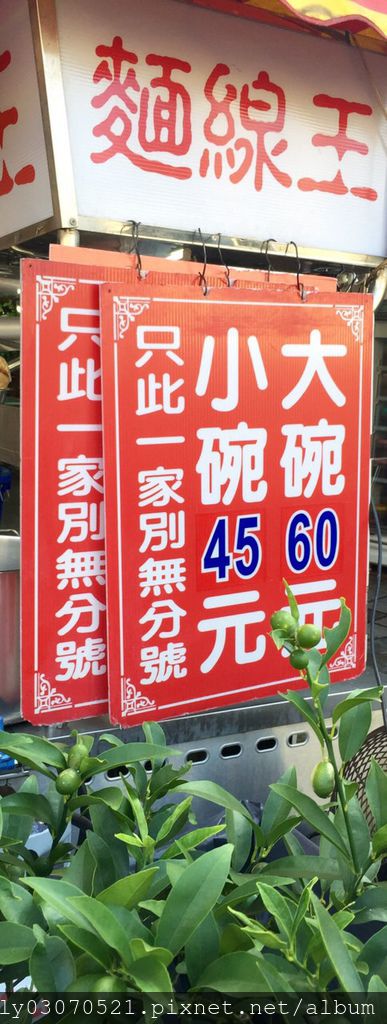 麵線王
大碗60元
小碗45元
只此一家別無分號
只此一家別無分號
ly03070521.pixnet.net/album